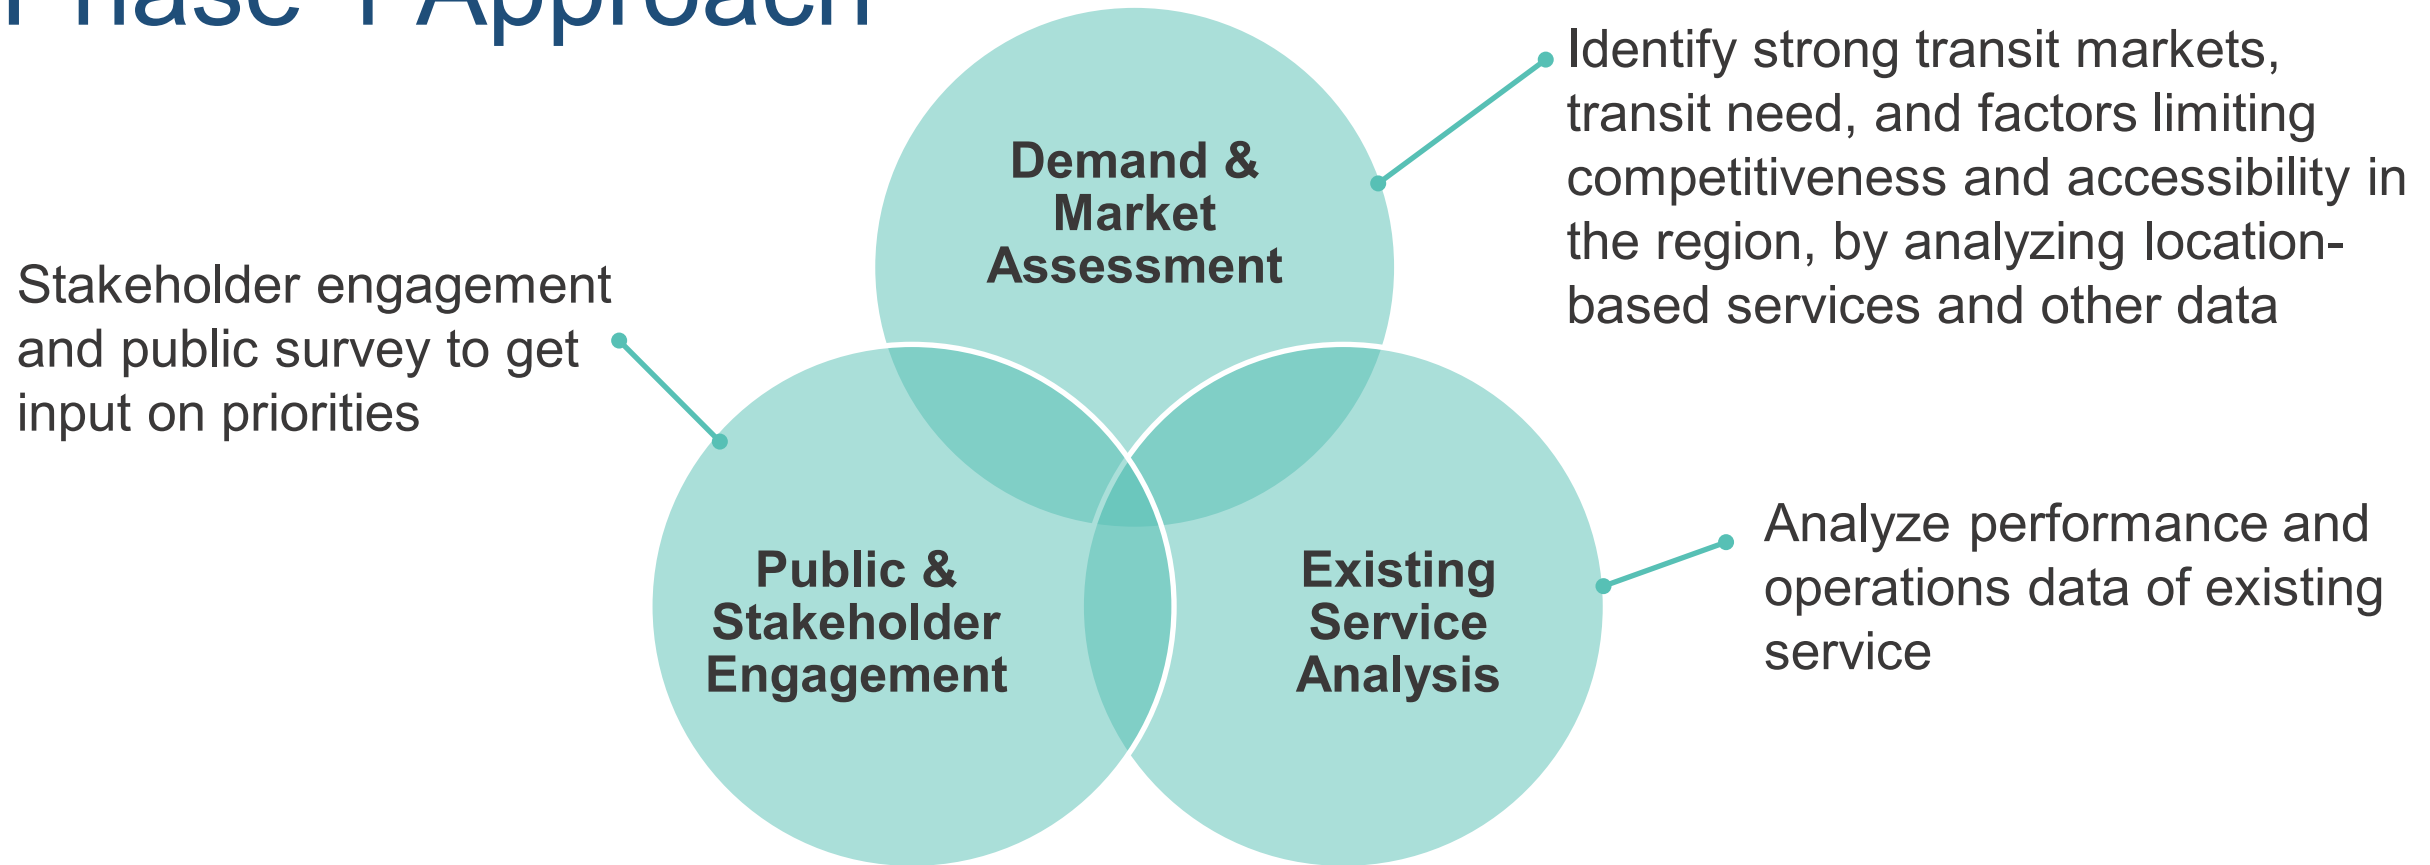 Phase 1 Approach
Identify strong transit markets,
transit need, and factors limiting
competitiveness and accessibility in
the region, by analyzing location-
based services and other data
Demand &
Market
Assessment
Stakeholder engagement
and public survey to get
input on priorities
Public &
Stakeholder
Engagement
Existing
Service
Analysis
Analyze performance and
operations data of existing
service